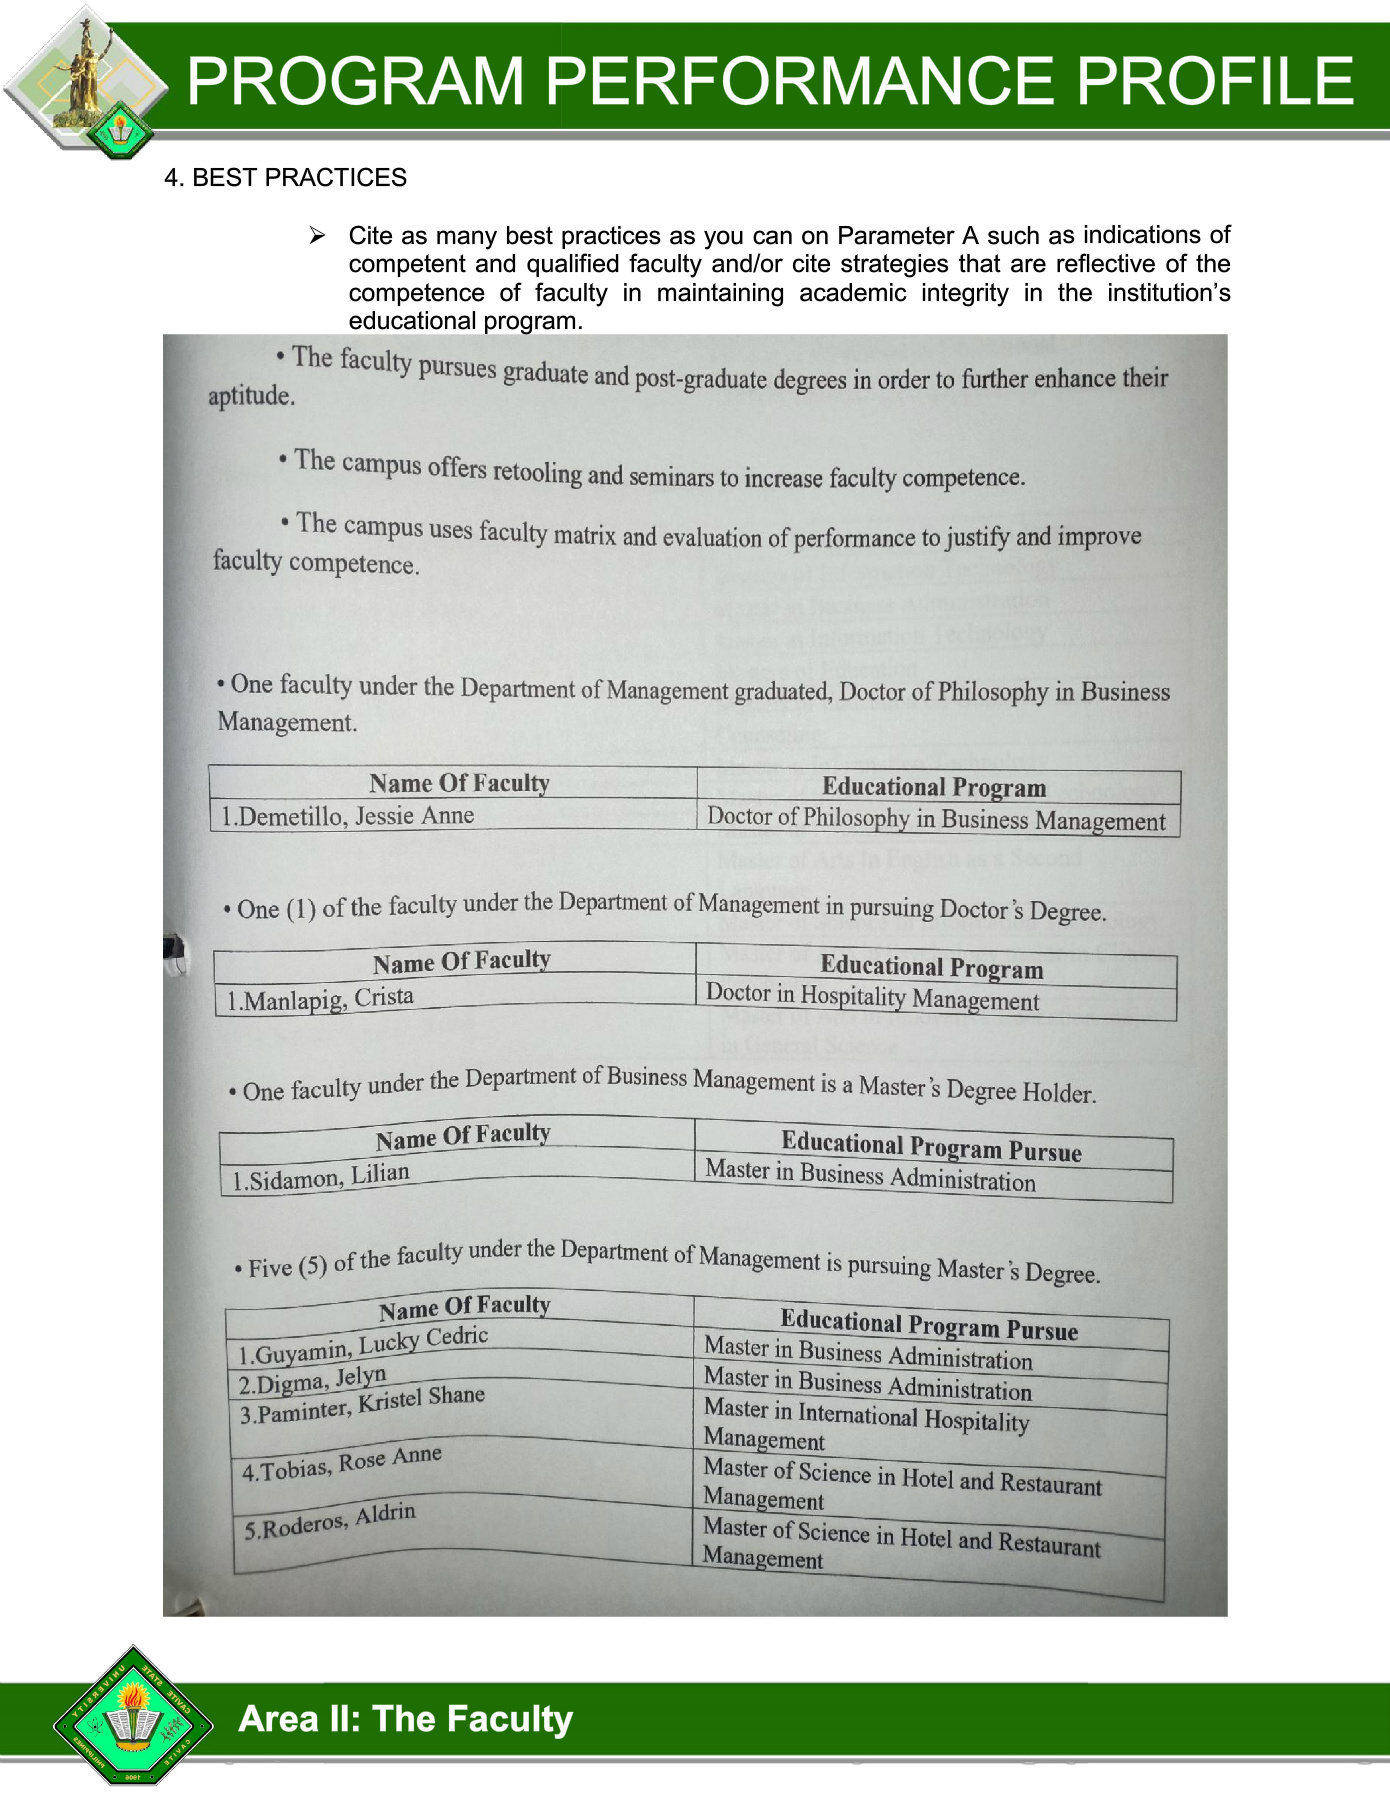 PROGRAM PERFORMANCE PROFILE
4. BEST PRACTICES
➢ Cite as many best practices as you can on Parameter A such as indications of
competent and qualified faculty and/or cite strategies that are reflective of the
competence of faculty in maintaining academic integrity in the institution's
educational program.
• The faculty pursues graduate and post-graduate degrees in order to further enhance their
aptitude.
• The campus offers retooling and seminars to increase faculty competence.
• The campus uses faculty matrix and evaluation of performance to justify and improve
faculty competence.
• One faculty under the Department of Management graduated, Doctor of Philosophy in Business
Management.
Name Of Faculty Educational Program
1.Demetillo, Jessie Anne Doctor of Philosophy in Business Management
• One (1) of the faculty under the Department of Management in pursuing Doctor's Degree.
Name Of Faculty Educational Program
1.Manlapig, Crista Doctor in Hospitality Management
• One faculty under the Department of Business Management is a Master's Degree Holder.
Name Of Faculty Educational Program Pursue
1.Sidamon, Lilian Master in Business Administration
• Five (5) of the faculty under the Department of Management is pursuing Master's Degree.
Name Of Faculty Educational Program Pursue
1.Guyamin, Lucky Cedric Master in Business Administration
2.Digma, Jelyn Master in Business Administration
3.Paminter, Kristel Shane Master in International Hospitality
Management
4.Tobias, Rose Anne Master of Science in Hotel and Restaurant
Management
5.Roderos, Aldrin Master of Science in Hotel and Restaurant
Management
CAVITE STATE UNIVERSITY
CAVITE
PHILIPPINES
1906
Area II: The Faculty